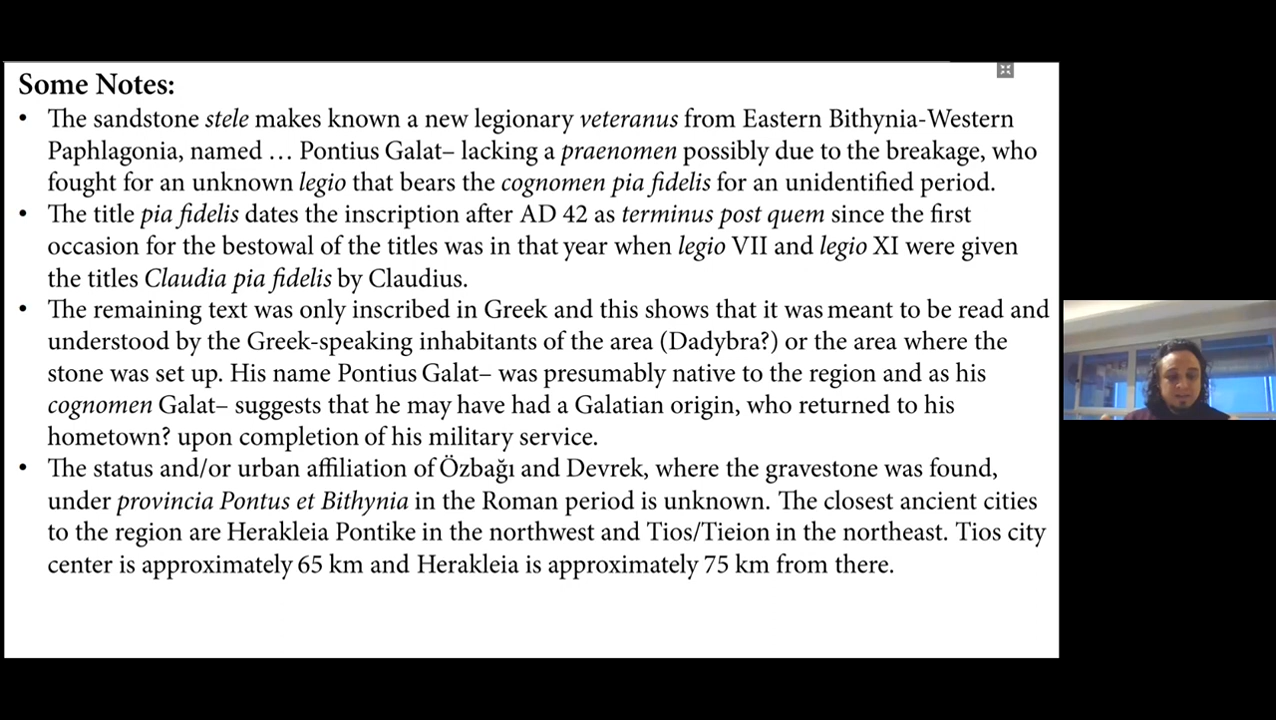 Some Notes:
• The sandstone stele makes known a new legionary veteranus from Eastern Bithynia-Western
Paphlagonia, named … Pontius Galat– lacking a praenomen possibly due to the breakage, who
fought for an unknown legio that bears the cognomen pia fidelis for an unidentified period.
• The title pia fidelis dates the inscription after AD 42 as terminus post quem since the first
occasion for the bestowal of the titles was in that year when legio VII and legio XI were given
the titles Claudia pia fidelis by Claudius.
• The remaining text was only inscribed in Greek and this shows that it was meant to be read and
understood by the Greek-speaking inhabitants of the area (Dadybra?) or the area where the
stone was set up. His name Pontius Galat– was presumably native to the region and as his
cognomen Galat– suggests that he may have had a Galatian origin, who returned to his
hometown? upon completion of his military service.
• The status and/or urban affiliation of Özbağı and Devrek, where the gravestone was found,
under provincia Pontus et Bithynia in the Roman period is unknown. The closest ancient cities
to the region are Herakleia Pontike in the northwest and Tios/Tieion in the northeast. Tios city
center is approximately 65 km and Herakleia is approximately 75 km from there.